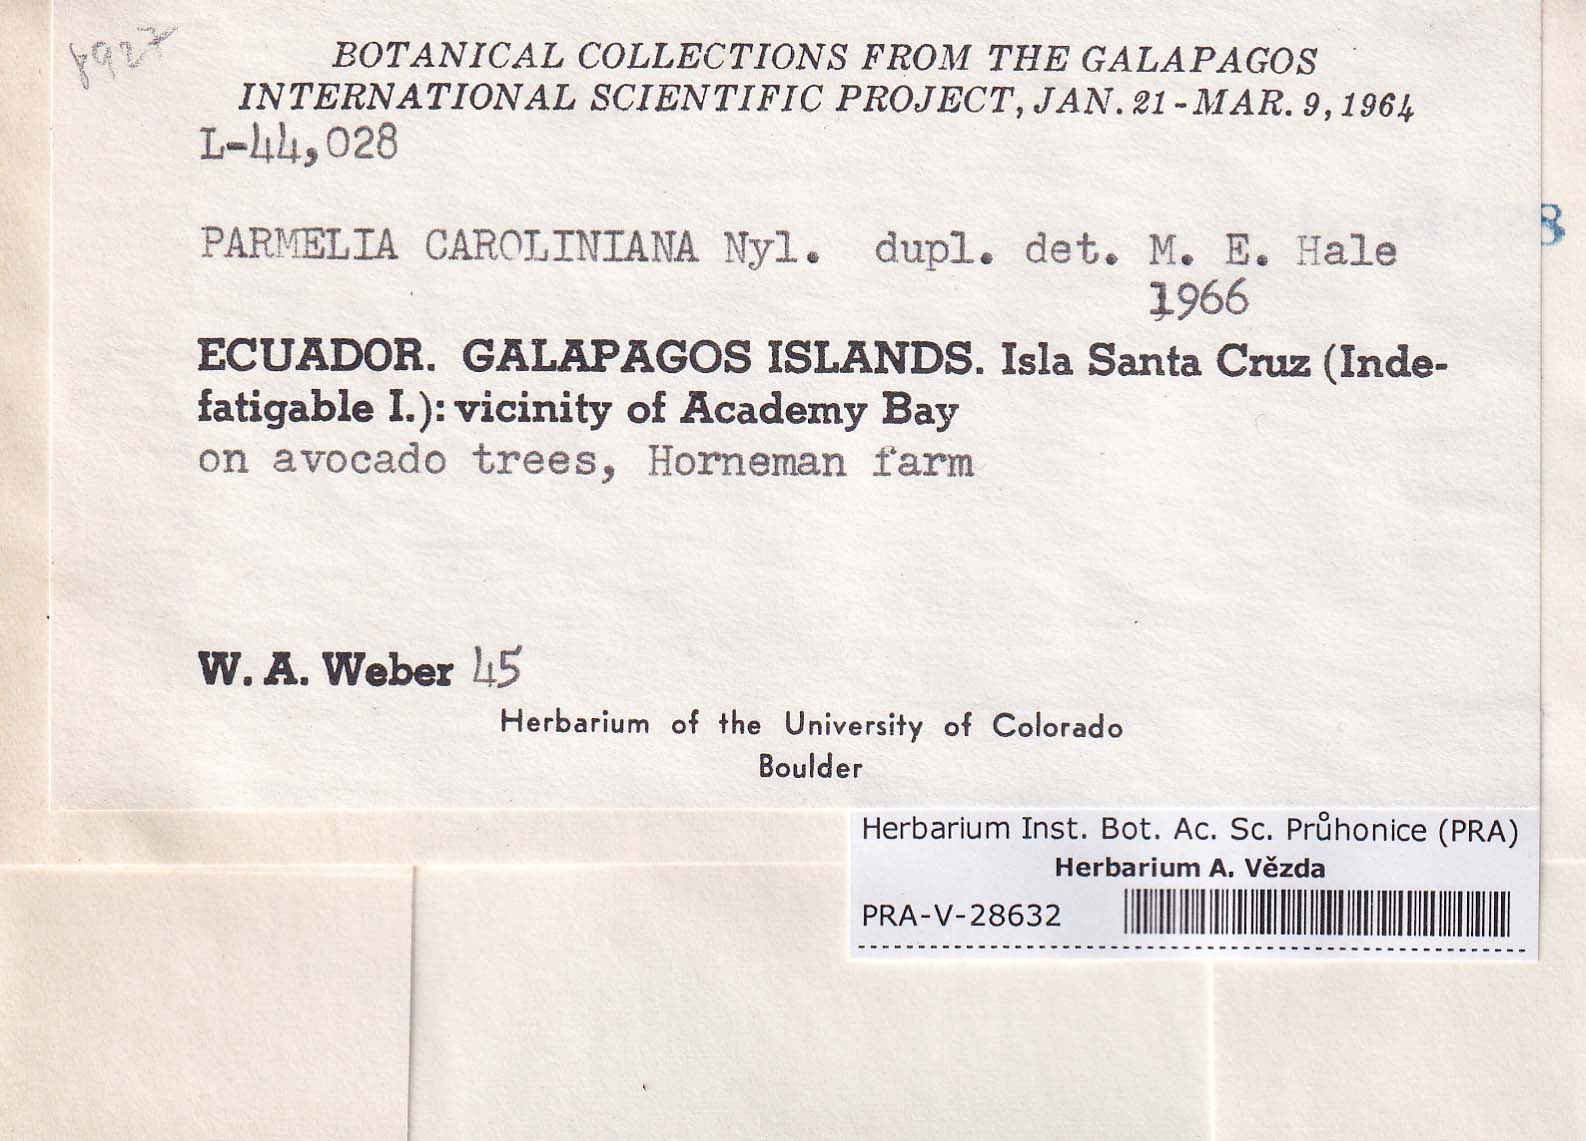 8927
BOTANICAL COLLECTIONS FROM THE GALAPAGOS
INTERNATIONAL SCIENTIFIC PROJECT, JAN. 21 - MAR. 9, 1964
L-44,028
PARMELIA CAROLINIANA Nyl. dupl. det. M. E. Hale
1966
8
ECUADOR. GALAPAGOS ISLANDS. Isla Santa Cruz (Inde-
fatigable I.): vicinity of Academy Bay
on avocado trees, Horneman farm
W. A. Weber 45
Herbarium of the University of Colorado
Boulder
Herbarium Inst. Bot. Ac. Sc. Průhonice (PRA)
Herbarium A. Vězda
PRA-V-28632